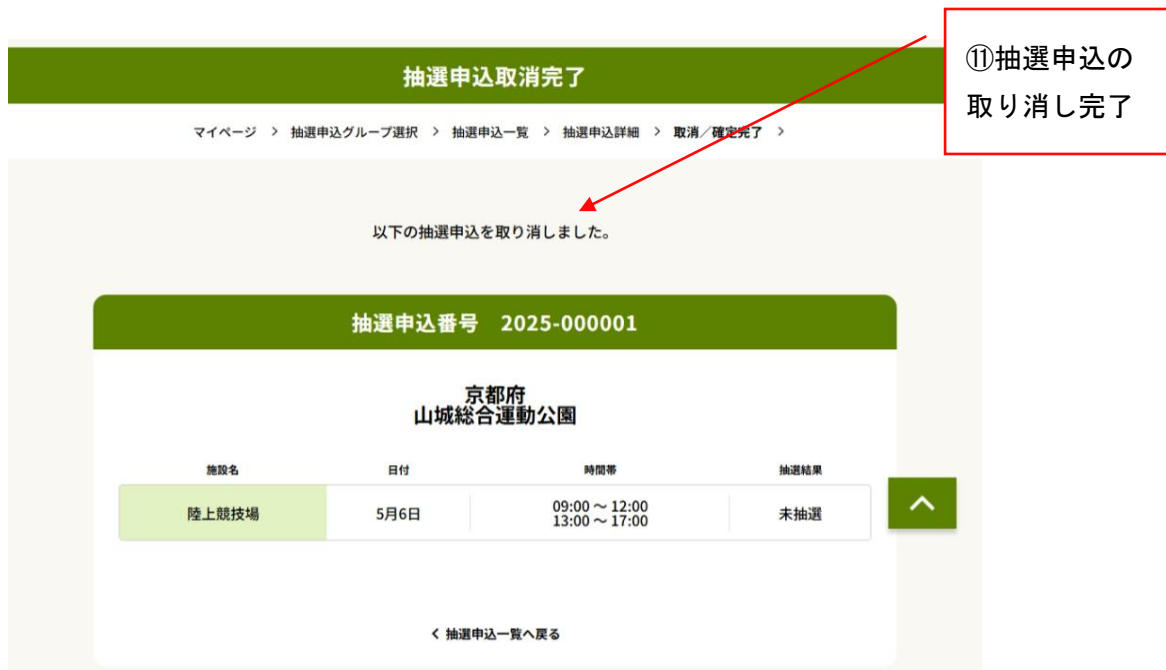 ⑪抽選申込の
取り消し完了
抽選申込取消完了
マイページ > 抽選申込グループ選択 > 抽選申込一覧 > 抽選申込詳細 > 取消／確定完了 >
以下の抽選申込を取り消しました。
抽選申込番号 2025-000001
京都府
山城総合運動公園
施設名 日付 時間帯 抽選結果
陸上競技場 5月6日 09:00 ～ 12:00 未抽選
13:00 ～ 17:00
< 抽選申込一覧へ戻る